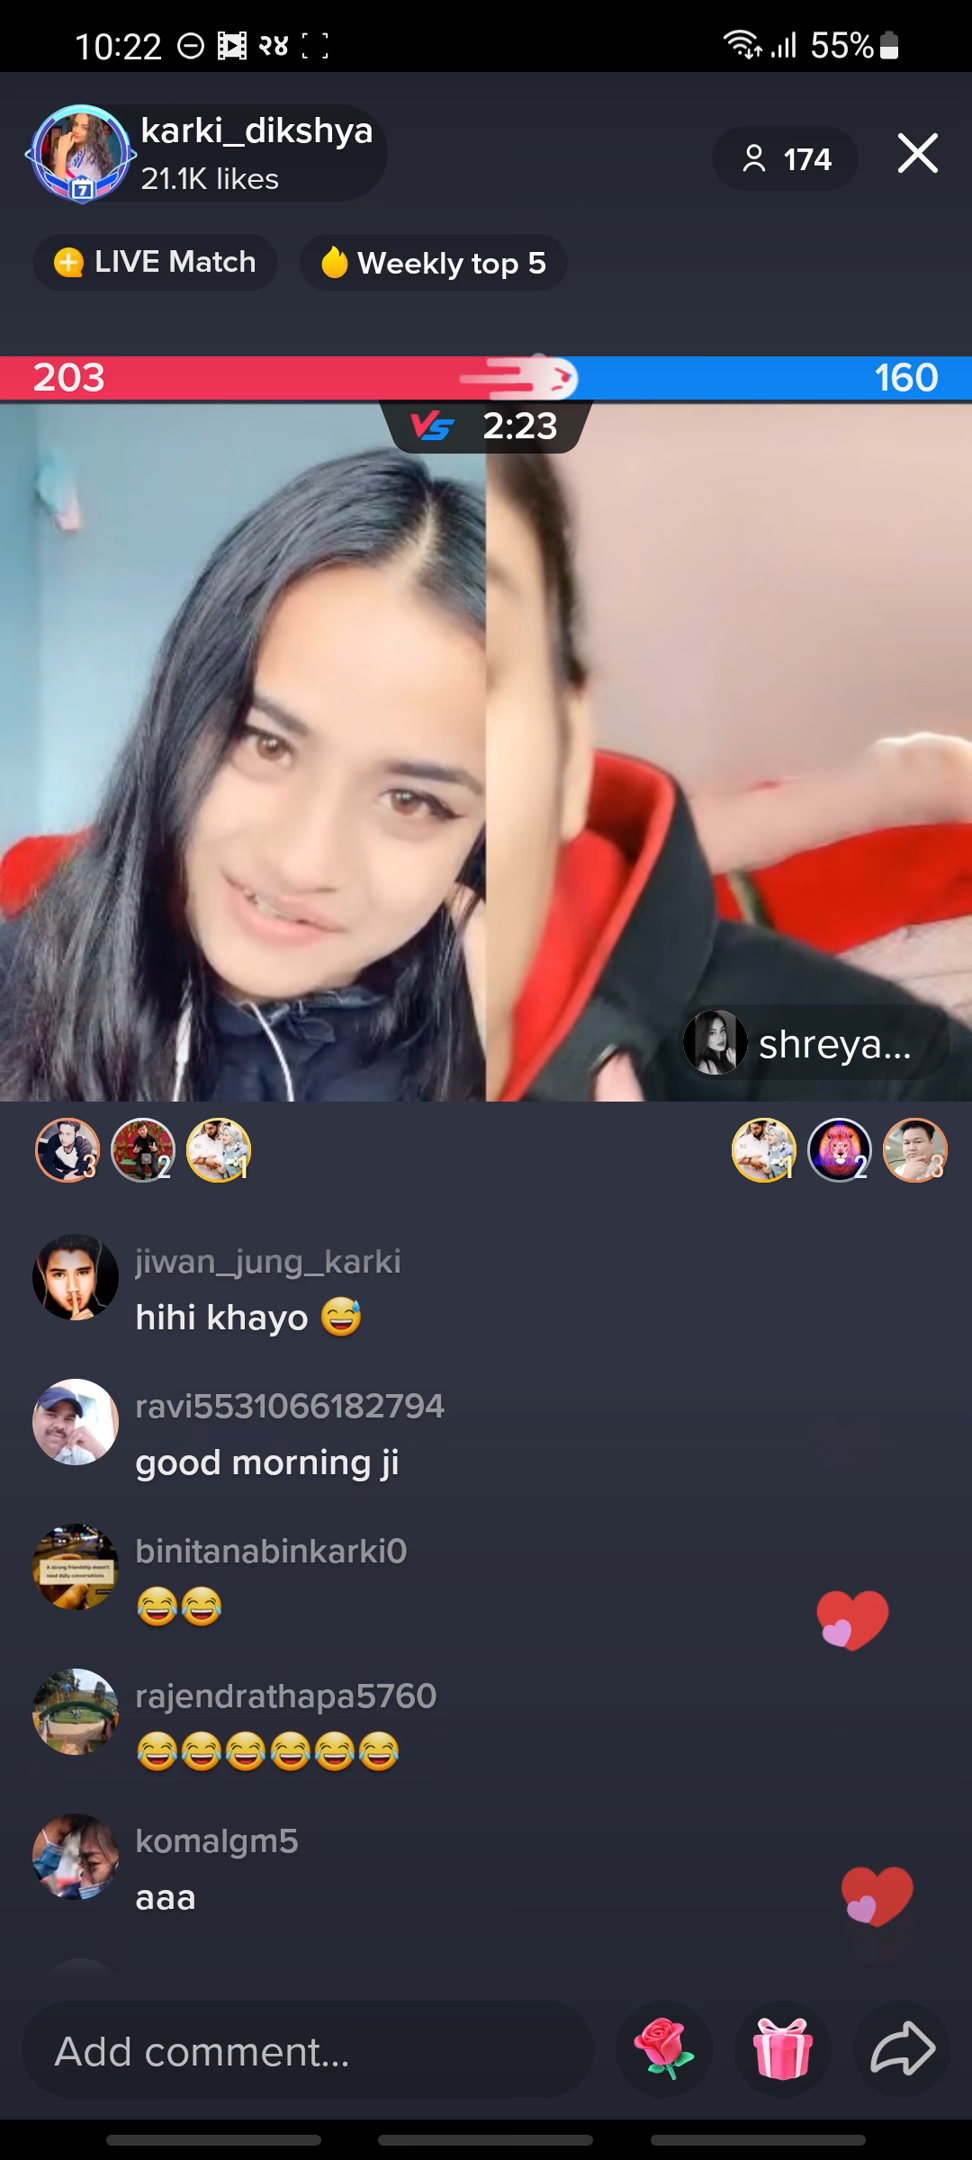 10:22 २४ 55%
karki_dikshya
21.1K likes
174
7
LIVE Match
Weekly top 5
203
160
VS 2:23
shreya...
3 2 1 1 2 3
jiwan_jung_karki
hihi khayo 😅
ravi5531066182794
good morning ji
binitanabinkarki0
😂😂
rajendrathapa5760
😂😂😂😂😂😂
komalgm5
aaa
Add comment...